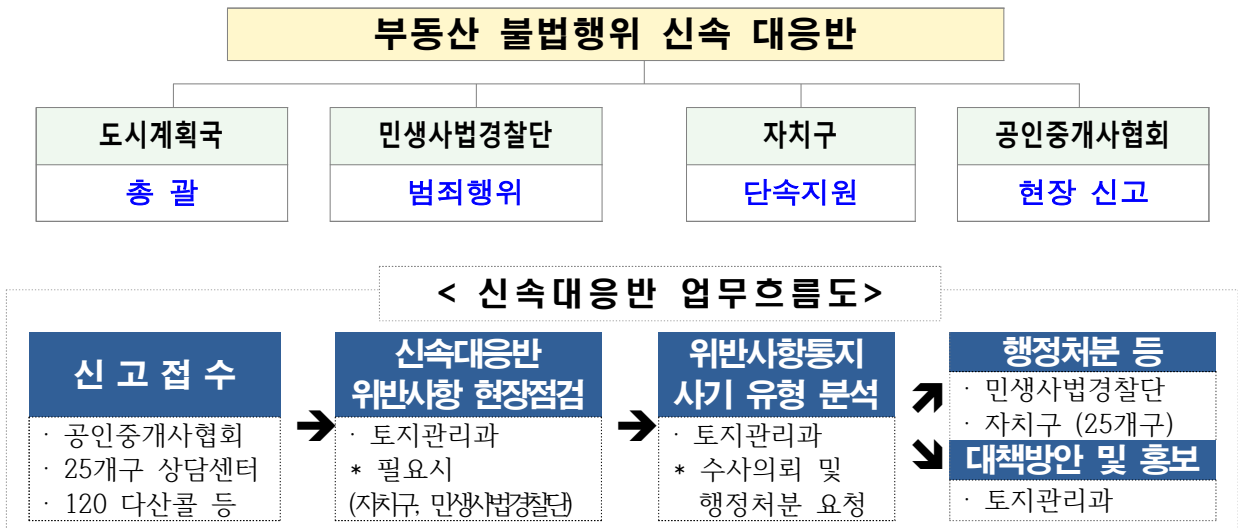 부동산 불법행위 신속 대응반
도시계획국
총 괄
민생사법경찰단
범죄행위
자치구
단속지원
공인중개사협회
현장 신고
< 신속대응반 업무흐름도>
신 고 접 수
· 공인중개사협회
· 25개구 상담센터
· 120 다산콜 등
신속대응반
위반사항 현장점검
· 토지관리과
* 필요시
(자치구, 민생사법경찰단)
위반사항통지
사기 유형 분석
· 토지관리과
* 수사의뢰 및
행정처분 요청
행정처분 등
· 민생사법경찰단
· 자치구 (25개구)
대책방안 및 홍보
· 토지관리과